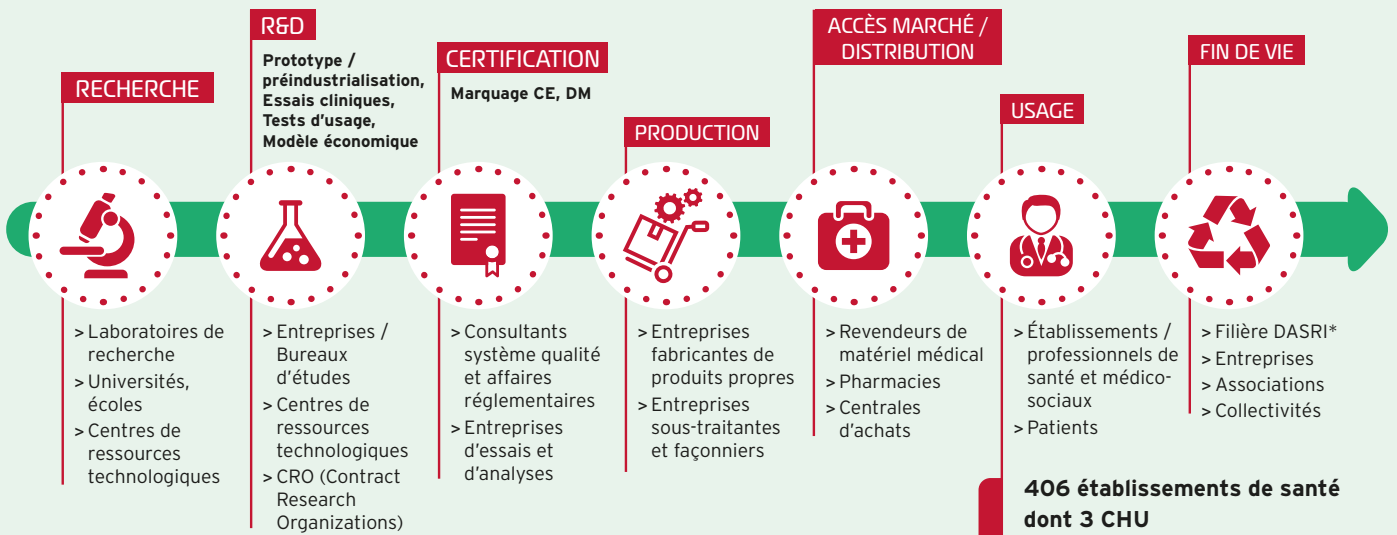 RECHERCHE
> Laboratoires de
recherche
> Universités,
écoles
> Centres de
ressources
technologiques
R&D
Prototype /
préindustrialisation,
Essais cliniques,
Tests d'usage,
Modèle économique
> Entreprises /
Bureaux
d'études
> Centres de
ressources
technologiques
> CRO (Contract
Research
Organizations)
CERTIFICATION
Marquage CE, DM
> Consultants
système qualité
et affaires
réglementaires
> Entreprises
d'essais et
d'analyses
PRODUCTION
> Entreprises
fabricantes de
produits propres
> Entreprises
sous-traitantes
et façonniers
ACCÈS MARCHÉ /
DISTRIBUTION
> Revendeurs de
matériel médical
> Pharmacies
> Centrales
d'achats
USAGE
> Établissements /
professionnels de
santé et médico-
sociaux
> Patients
406 établissements de santé
dont 3 CHU
FIN DE VIE
> Filière DASRI*
> Entreprises
> Associations
> Collectivités